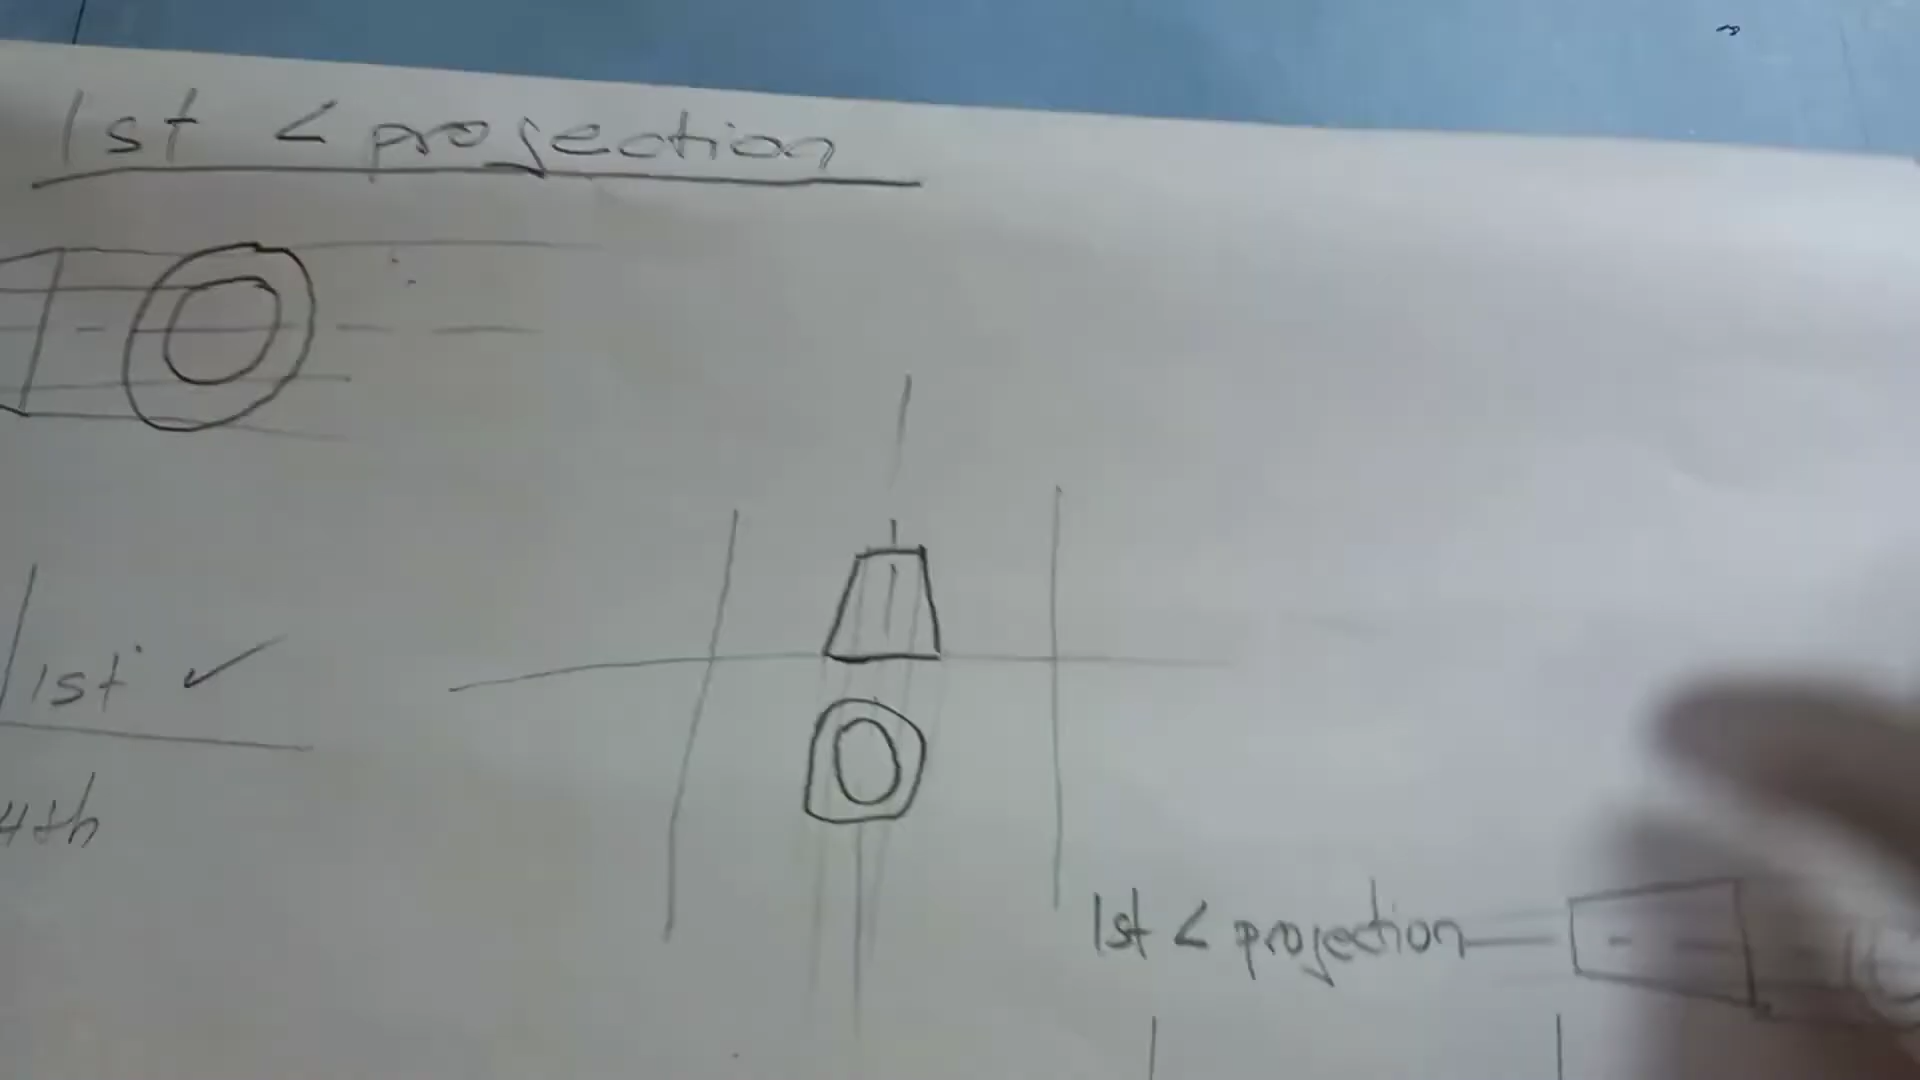 1st < projection
1st ✓
4th
1st < projection